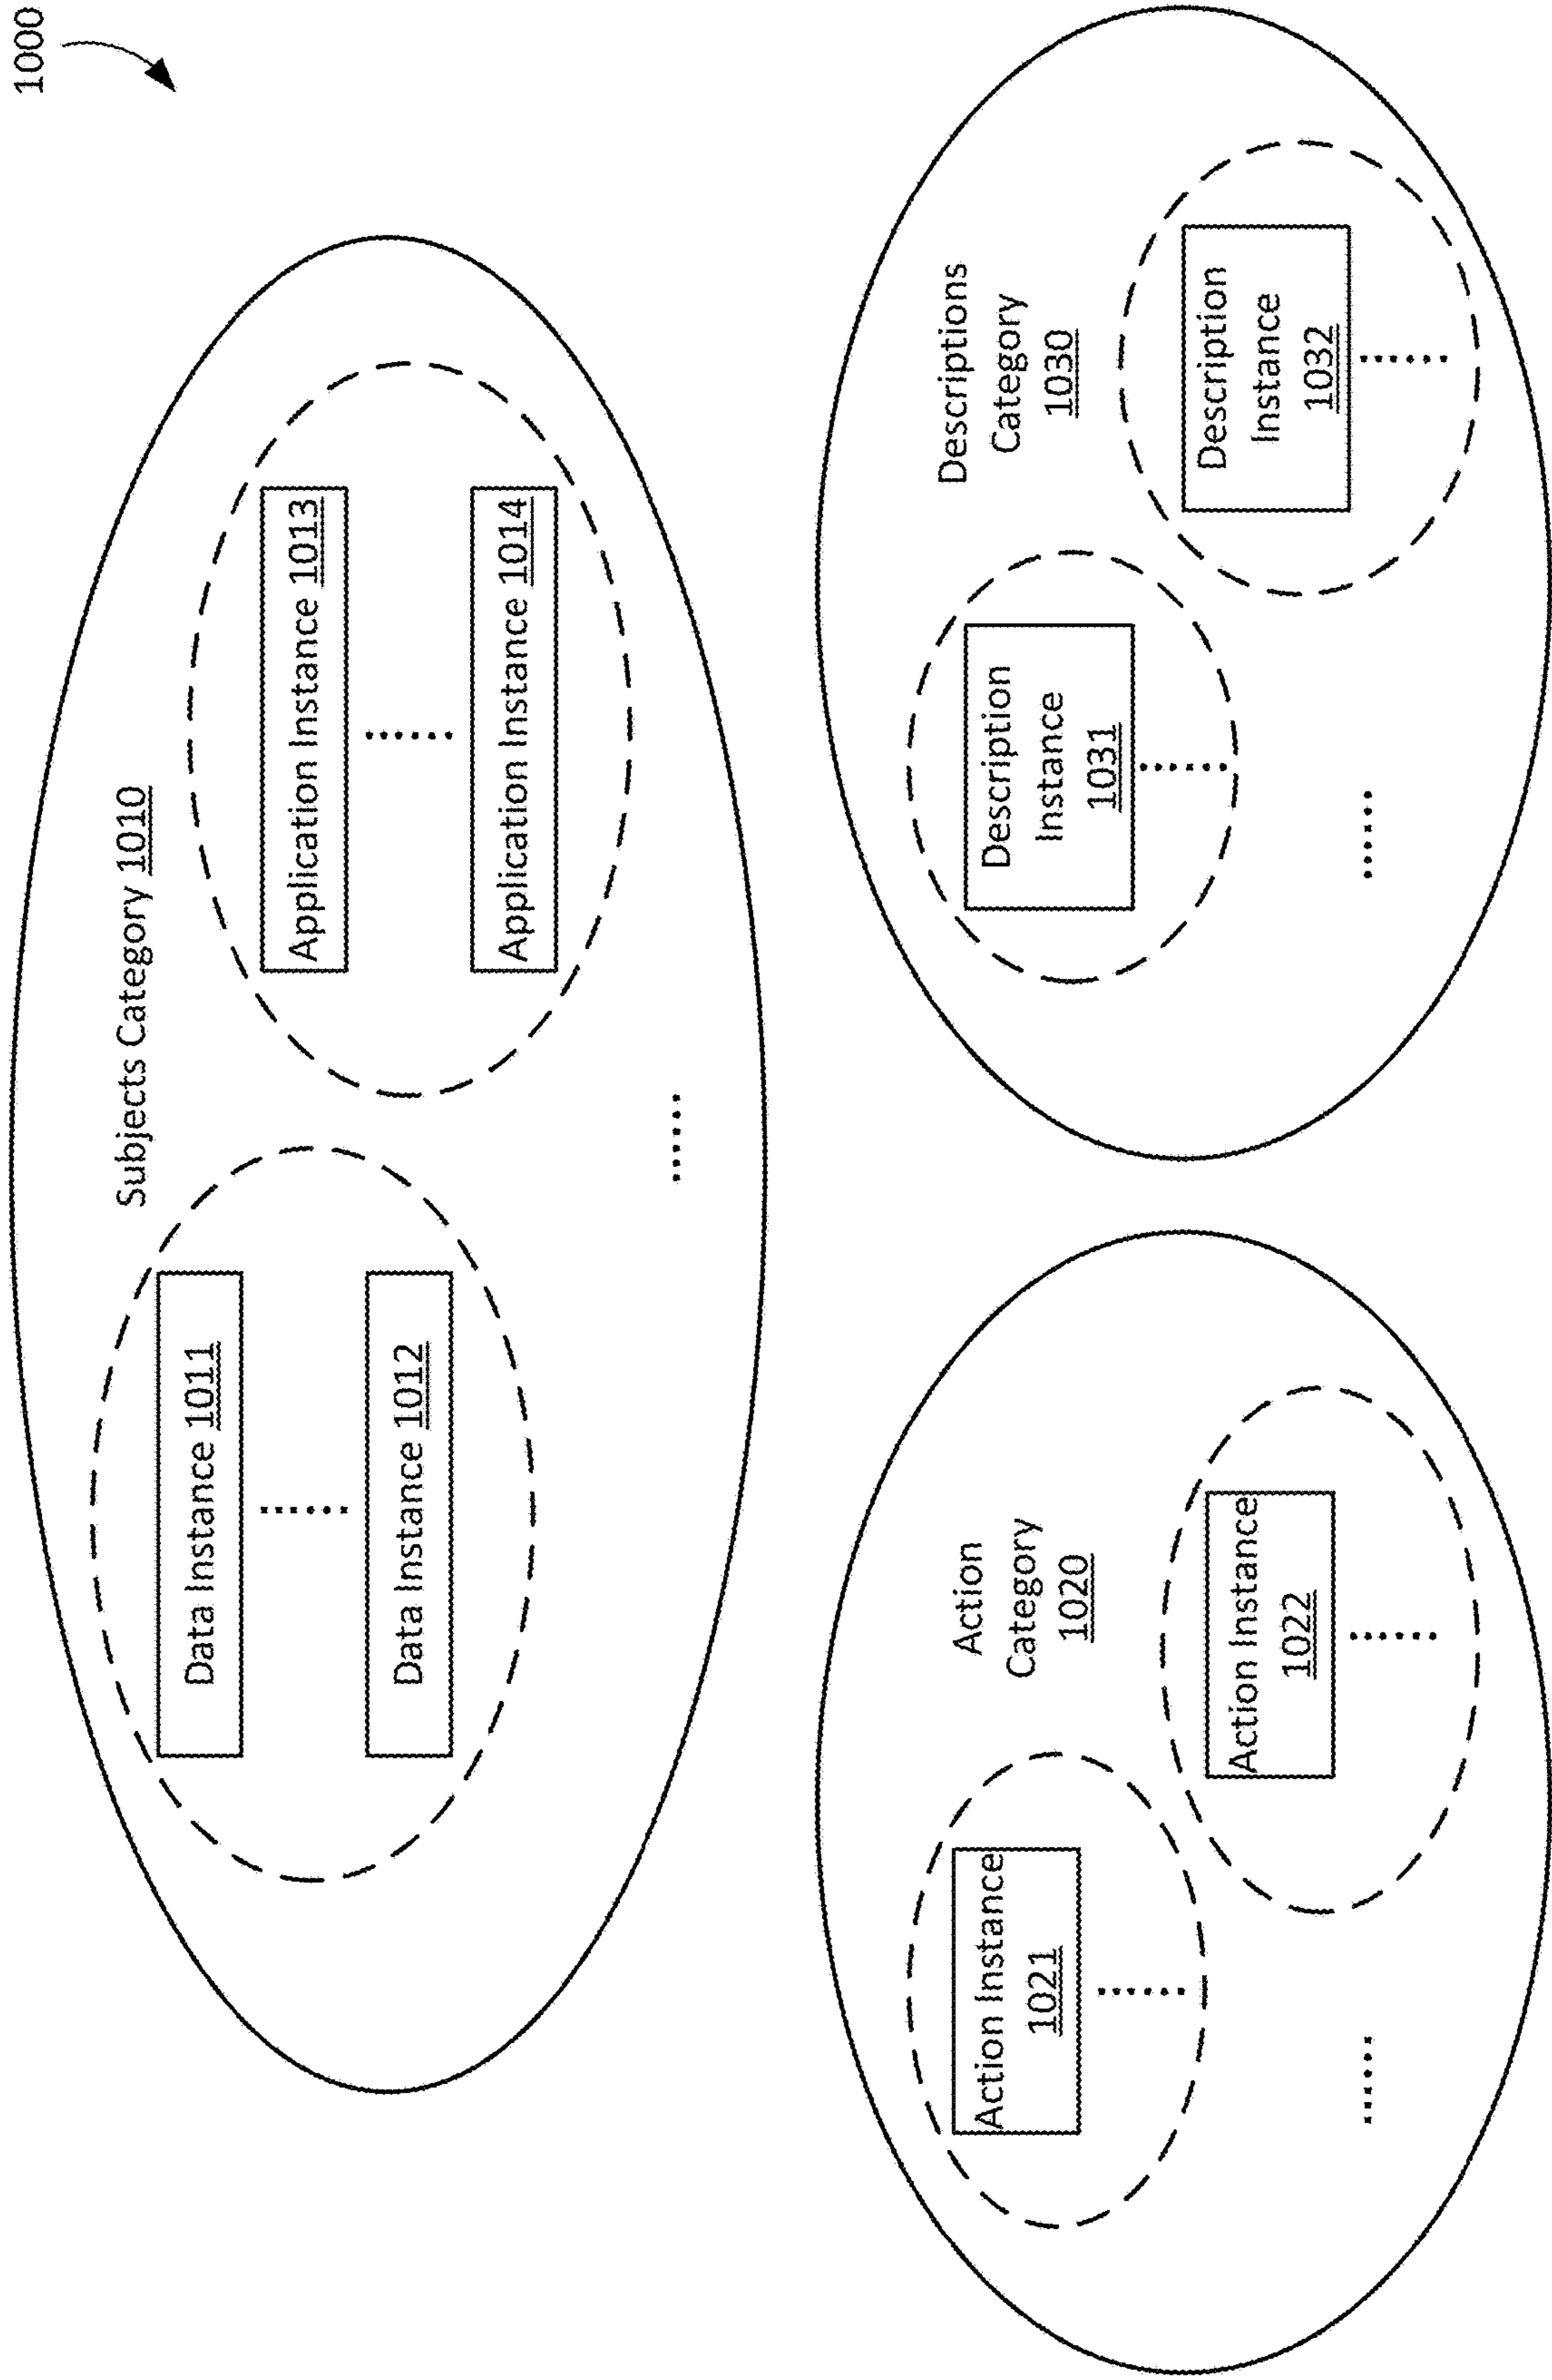 1000
Subjects Category 1010
Data Instance 1011
......
Data Instance 1012
Application Instance 1013
......
Application Instance 1014
......
Action
Category
1020
Action Instance
1021
......
Action Instance
1022
......
......
Descriptions
Category
1030
Description
Instance
1031
......
Description
Instance
1032
......
......